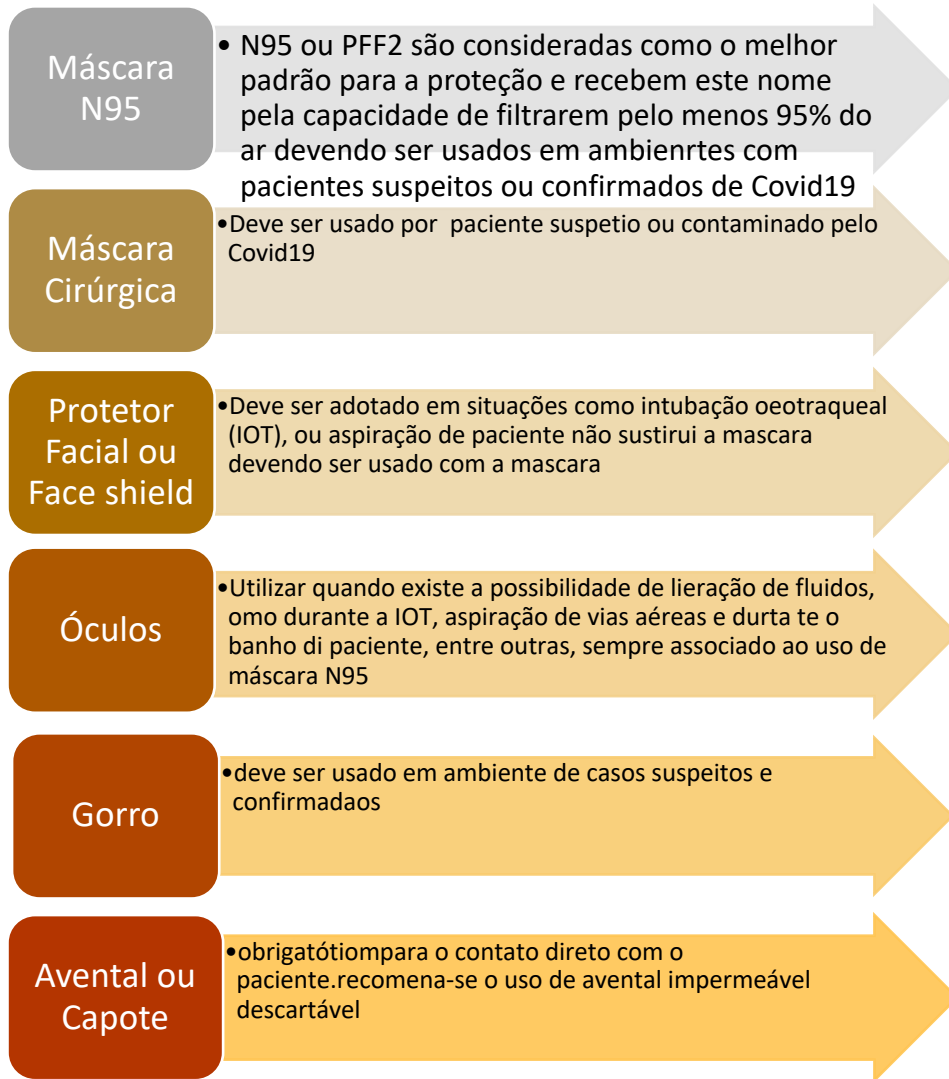 Máscara
N95
• N95 ou PFF2 são consideradas como o melhor
padrão para a proteção e recebem este nome
pela capacidade de filtrarem pelo menos 95% do
ar devendo ser usados em ambienrtes com
pacientes suspeitos ou confirmados de Covid19
Máscara
Cirúrgica
•Deve ser usado por paciente suspetio ou contaminado pelo
Covid19
Protetor
Facial ou
Face shield
•Deve ser adotado em situações como intubação oeotraqueal
(IOT), ou aspiração de paciente não sustirui a mascara
devendo ser usado com a mascara
Óculos
•Utilizar quando existe a possibilidade de lieração de fluidos,
omo durante a IOT, aspiração de vias aéreas e durta te o
banho di paciente, entre outras, sempre associado ao uso de
máscara N95
Gorro
•deve ser usado em ambiente de casos suspeitos e
confirmadaos
Avental ou
Capote
•obrigatótiompara o contato direto com o
paciente.recomena-se o uso de avental impermeável
descartável